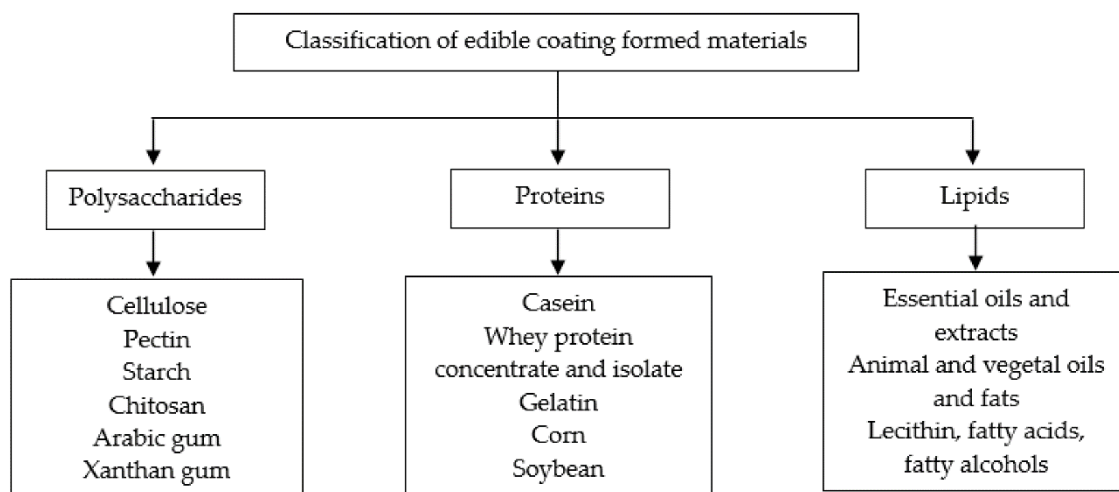 Classification of edible coating formed materials
Polysaccharides
Proteins
Lipids
Cellulose
Pectin
Starch
Chitosan
Arabic gum
Xanthan gum
Casein
Whey protein
concentrate and isolate
Gelatin
Corn
Soybean
Essential oils and
extracts
Animal and vegetal oils
and fats
Lecithin, fatty acids,
fatty alcohols